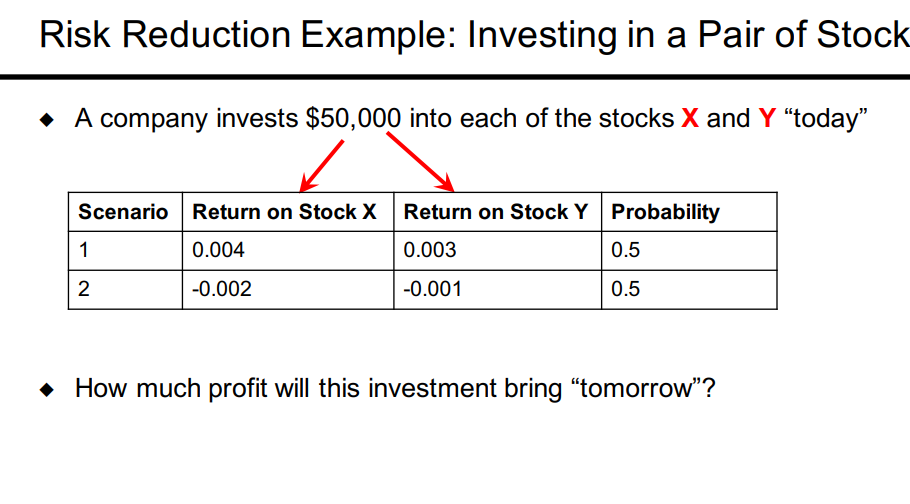 Risk Reduction Example: Investing in a Pair of Stock
◆ A company invests $50,000 into each of the stocks X and Y “today”
Scenario Return on Stock X Return on Stock Y Probability
1 0.004 0.003 0.5
2 -0.002 -0.001 0.5
◆ How much profit will this investment bring “tomorrow”?